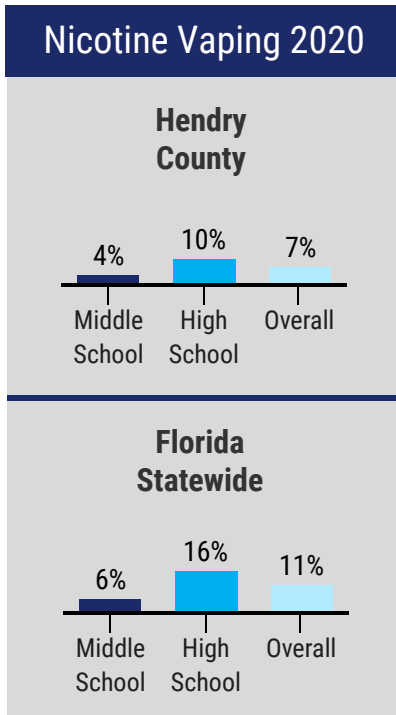 Nicotine Vaping 2020
Hendry
County
4%
10%
7%
Middle
School
High
School
Overall
Florida
Statewide
6%
16%
11%
Middle
School
High
School
Overall